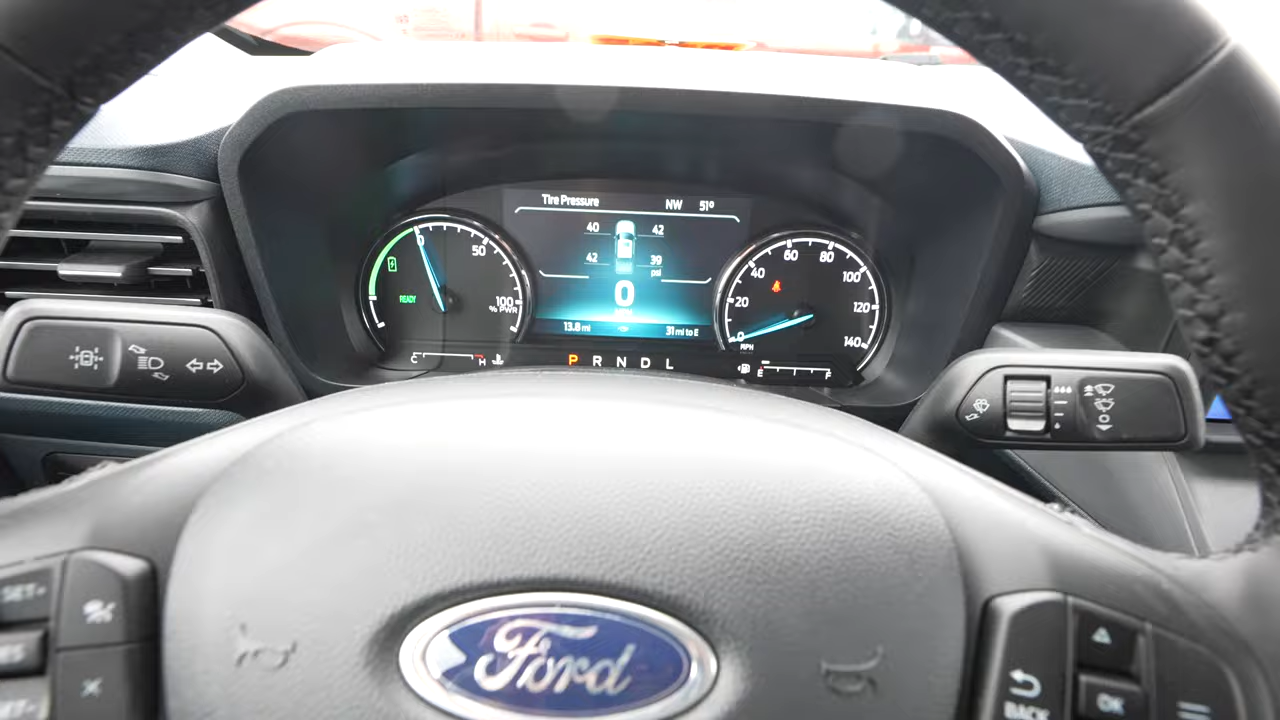 Tire Pressure NW 51°
40 42
42 39
psi
0
13.8 mi 31 mi to E
0 50 100
% PWR
READY
C H
P R N D L
0 20 40 60 80 100 120 140
MPH
E F
SET-
Ford
BACK
OK